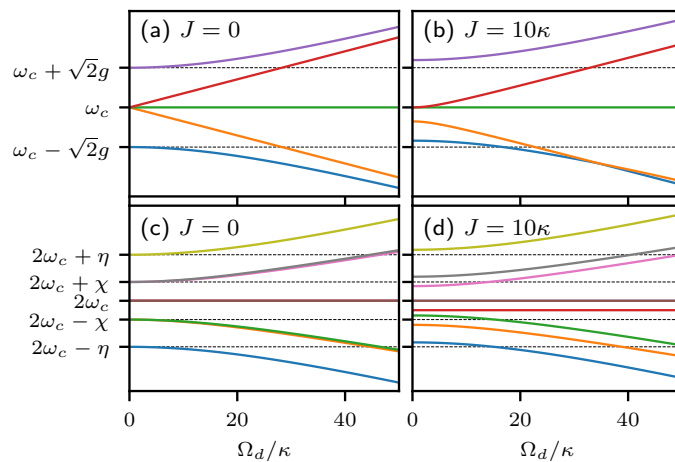 (a) J = 0
(b) J = 10κ
ω_c + √2g
ω_c
ω_c − √2g
(c) J = 0
(d) J = 10κ
2ω_c + η
2ω_c + χ
2ω_c
2ω_c − χ
2ω_c − η
0 20 40
0 20 40
Ω_d/κ
Ω_d/κ